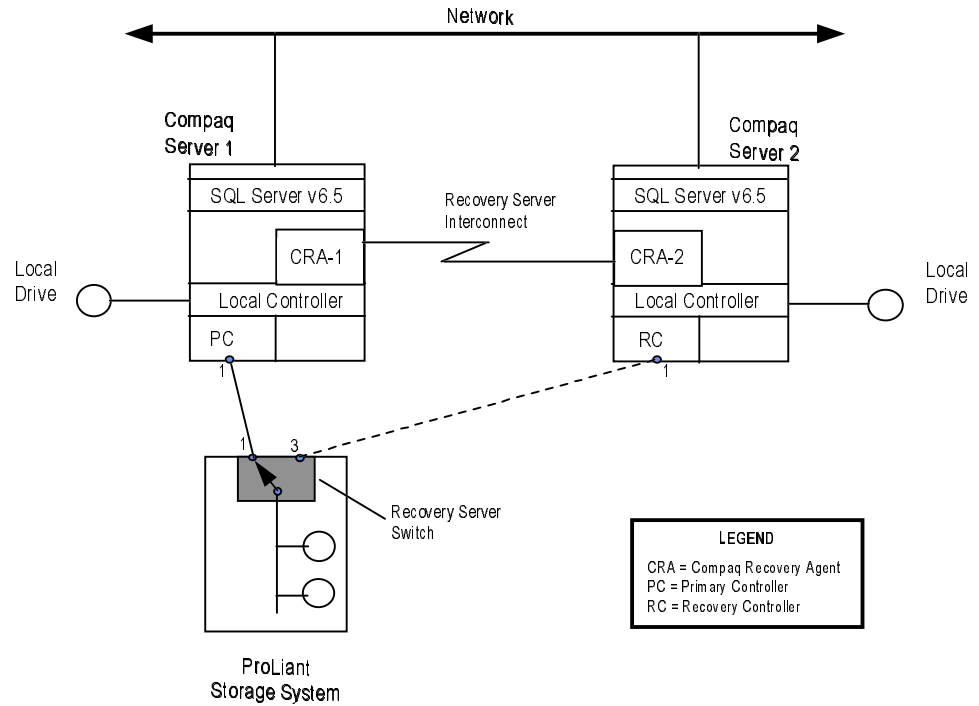 Network
Compaq
Server 1
Compaq
Server 2
SQL Server v6.5
Recovery Server
Interconnect
SQL Server v6.5
CRA-1
CRA-2
Local
Drive
Local Controller
Local Controller
Local
Drive
PC
RC
1
1
1
3
Recovery Server
Switch
LEGEND
CRA = Compaq Recovery Agent
PC = Primary Controller
RC = Recovery Controller
ProLiant
Storage System